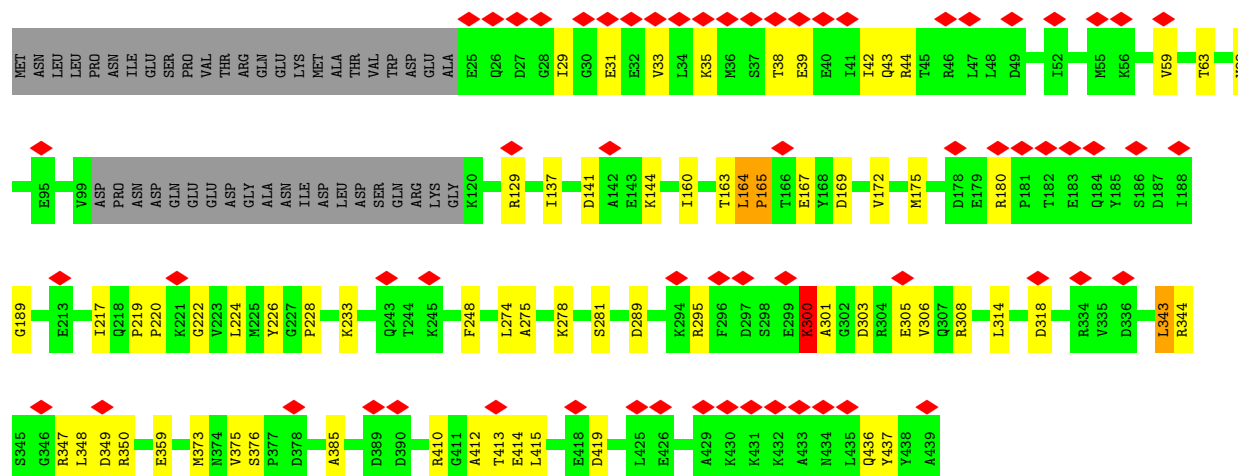 MET ASN LEU LEU PRO ASN ILE GLU SER PRO VAL THR ARG GLN GLU LYS MET ALA THR VAL TRP ASP GLU ALA E25 Q26 D27 G28 I29 G30 E31 E32 V33 L34 K35 M36 S37 T38 E39 E40 I41 I42 Q43 R44 T45 R46 L47 L48 D49 I52 M55 K56 V59 T63
E95 V99 ASP PRO ASN ASP GLN GLU GLU ASP GLY ALA ASN ILE ASP LEU ASP SER GLN ARG LYS GLY K120 R129 I137 D141 A142 E143 K144 I160 T163 L164 P165 T166 E167 Y168 D169 V172 M175 D178 E179 R180 P181 T182 E183 Q184 Y185 S186 D187 I188
G189 E213 I217 Q218 P219 P220 K221 G222 V223 L224 M225 Y226 G227 P228 K233 Q243 T244 K245 F248 L274 A275 K278 S281 D289 K294 R295 F296 D297 S298 E299 K300 A301 G302 D303 R304 E305 V306 Q307 R308 L314 D318 R334 V335 D336 L343 R344
S345 G346 R347 L348 D349 R350 E359 M373 N374 V375 S376 P377 D378 A385 D389 D390 R410 G411 A412 T413 E414 L415 E418 D419 L425 E426 A429 K430 K431 K432 A433 N434 L435 Q436 Y437 Y438 A439